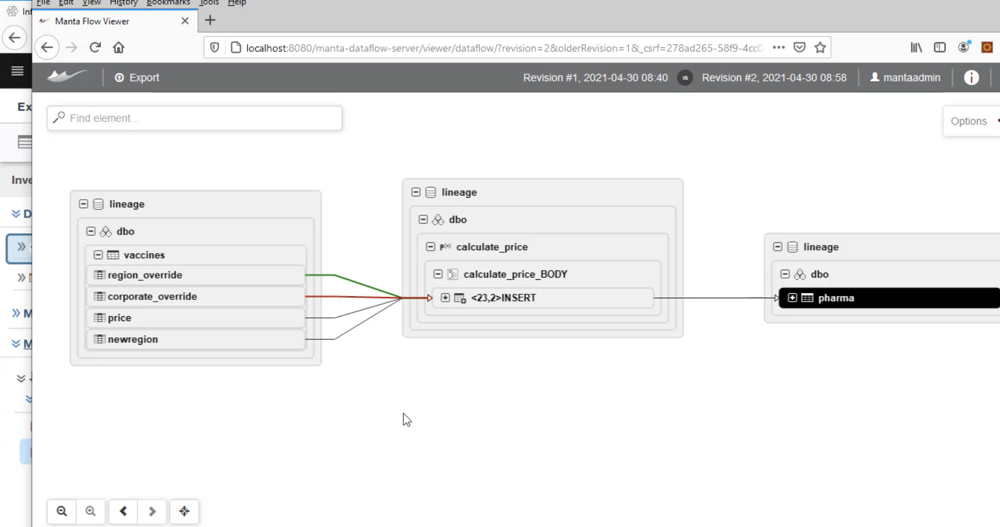 File Edit View History Bookmarks Tools Help
Inf
Manta Flow Viewer
localhost:8080/manta-dataflow-server/viewer/dataflow/?revision=2&olderRevision=1&_csrf=278ad265-58f9-4cc0-
Export
Revision #1, 2021-04-30 08:40 vs Revision #2, 2021-04-30 08:58
mantaadmin
Ex
Find element...
Options
Inve
D
M
M
lineage
dbo
vaccines
region_override
corporate_override
price
newregion
lineage
dbo
calculate_price
calculate_price_BODY
<23,2>INSERT
lineage
dbo
pharma